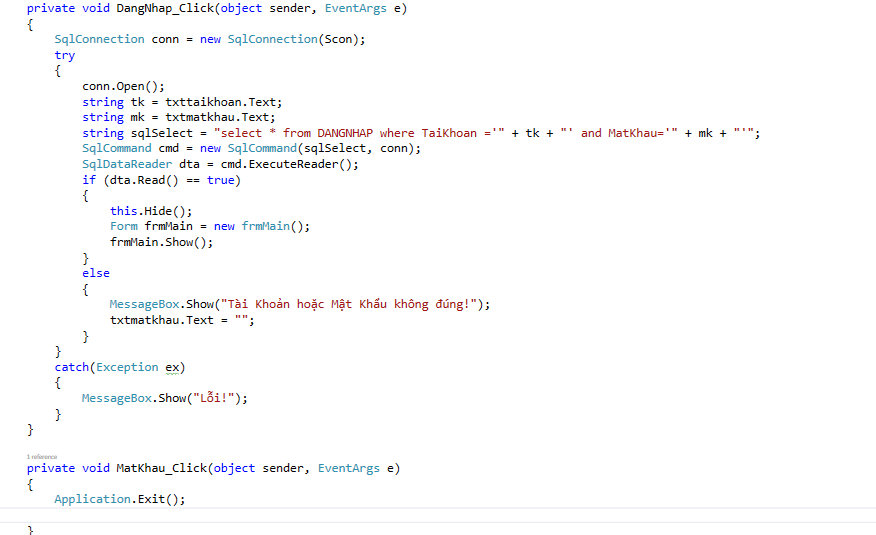 private void DangNhap_Click(object sender, EventArgs e)
{
    SqlConnection conn = new SqlConnection(Scon);
    try
    {
        conn.Open();
        string tk = txttaikhoan.Text;
        string mk = txtmatkhau.Text;
        string sqlSelect = "select * from DANGNHAP where TaiKhoan ='" + tk + "' and MatKhau='" + mk + "'";
        SqlCommand cmd = new SqlCommand(sqlSelect, conn);
        SqlDataReader dta = cmd.ExecuteReader();
        if (dta.Read() == true)
        {
            this.Hide();
            Form frmMain = new frmMain();
            frmMain.Show();
        }
        else
        {
            MessageBox.Show("Tài Khoản hoặc Mật Khẩu không đúng!");
            txtmatkhau.Text = "";
        }
    }
    catch(Exception ex)
    {
        MessageBox.Show("Lỗi!");
    }
}
1 reference
private void MatKhau_Click(object sender, EventArgs e)
{
    Application.Exit();
}